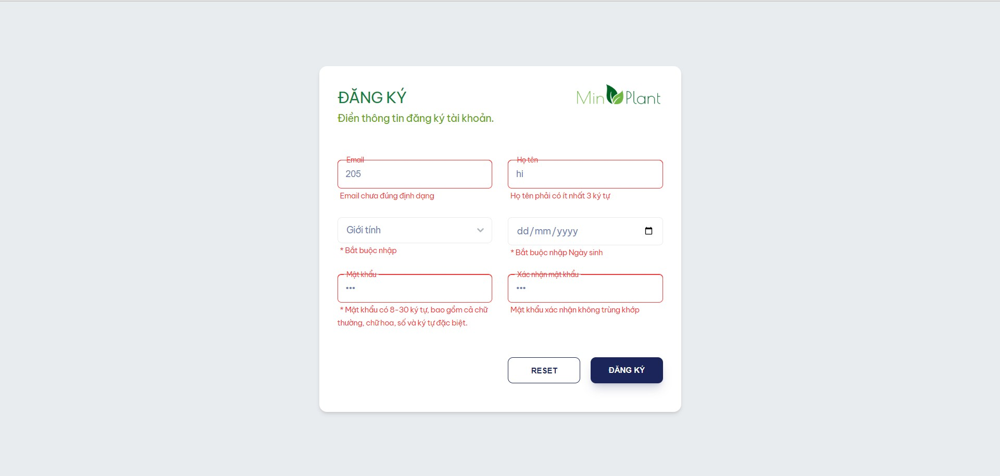 ĐĂNG KÝ
Min Plant
Điền thông tin đăng ký tài khoản.
Email
Họ tên
205
hi
Email chưa đúng định dạng
Họ tên phải có ít nhất 3 ký tự
Giới tính
dd/mm/yyyy
* Bắt buộc nhập
* Bắt buộc nhập Ngày sinh
Mật khẩu
Xác nhận mật khẩu
•••
•••
* Mật khẩu có 8-30 ký tự, bao gồm cả chữ
thường, chữ hoa, số và ký tự đặc biệt.
Mật khẩu xác nhận không trùng khớp
RESET
ĐĂNG KÝ